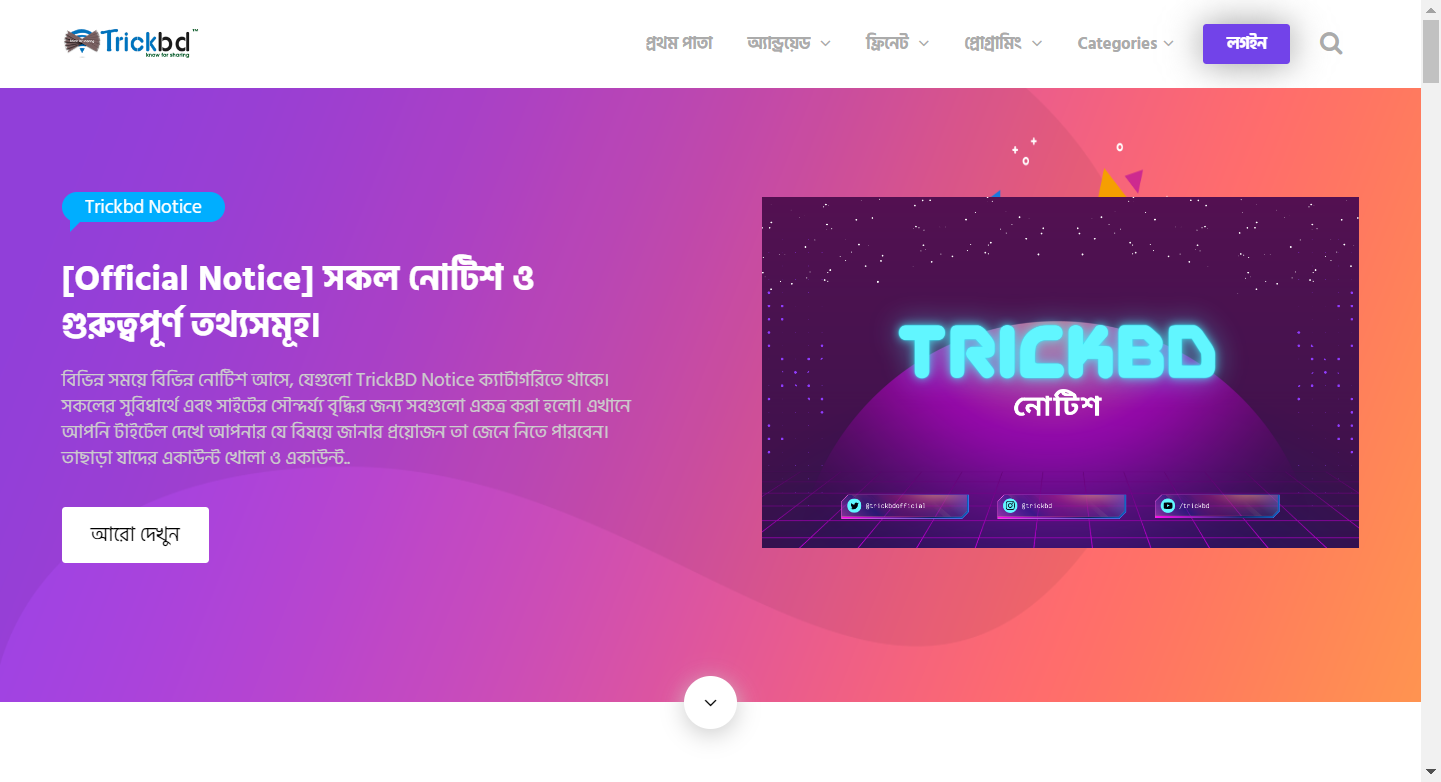 Trickbd™
know for sharing
প্রথম পাতা
অ্যান্ড্রয়েড
ফ্রিনেট
প্রোগ্রামিং
Categories
লগইন
Trickbd Notice
[Official Notice] সকল নোটিশ ও
গুরুত্বপূর্ণ তথ্যসমূহ।
বিভিন্ন সময়ে বিভিন্ন নোটিশ আসে, যেগুলো TrickBD Notice ক্যাটাগরিতে থাকে।
সকলের সুবিধার্থে এবং সাইটের সৌন্দর্য্য বৃদ্ধির জন্য সবগুলো একত্র করা হলো। এখানে
আপনি টাইটেল দেখে আপনার যে বিষয়ে জানার প্রয়োজন তা জেনে নিতে পারবেন।
তাছাড়া যাদের একাউন্ট খোলা ও একাউন্ট..
আরো দেখুন
TRICKBD
নোটিশ
@trickbdofficial
@trickbd
/trickbd